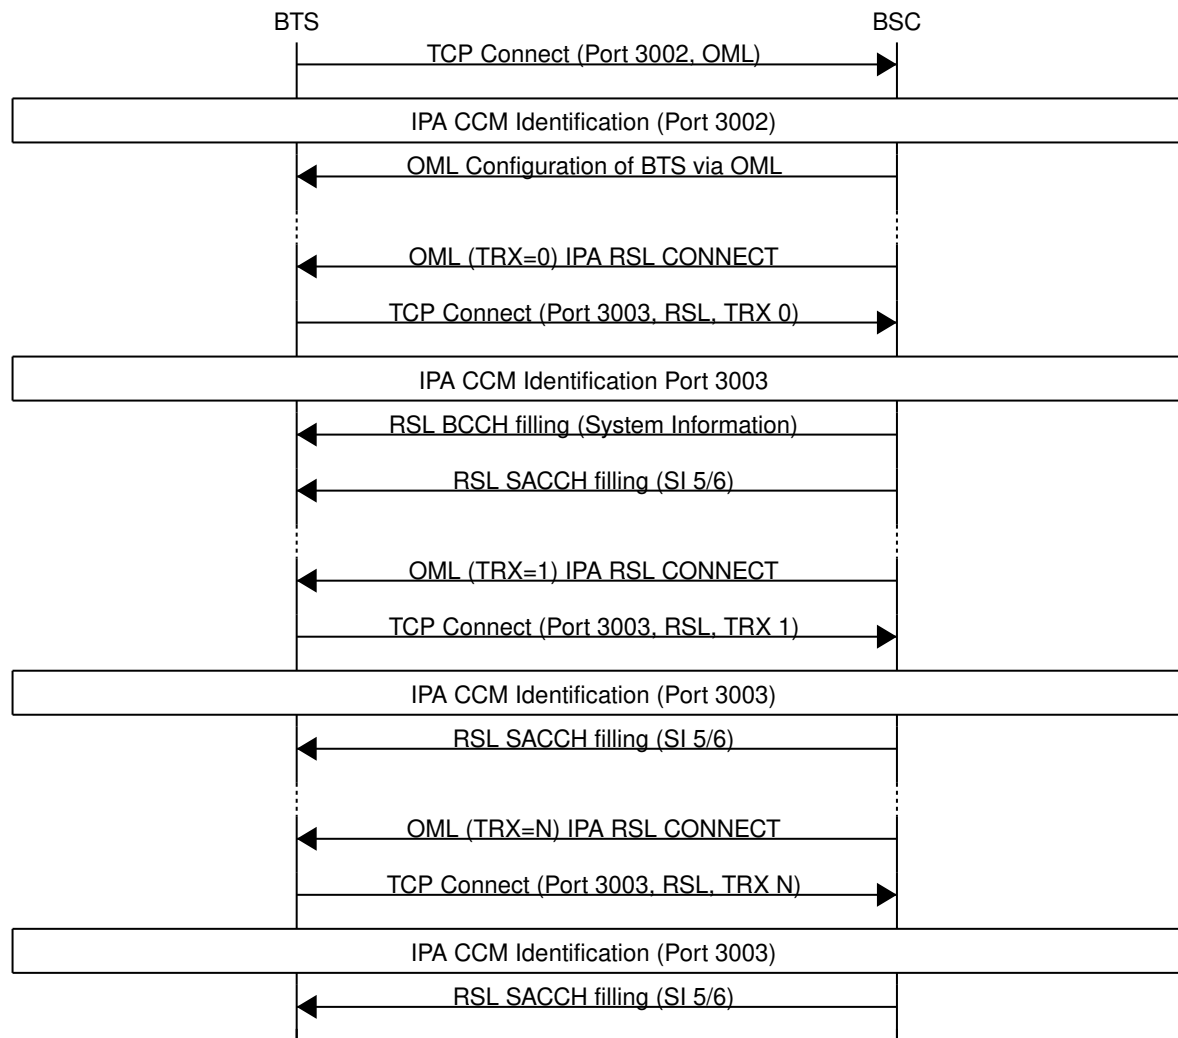 BTS BSC
TCP Connect (Port 3002, OML)
IPA CCM Identification (Port 3002)
OML Configuration of BTS via OML
OML (TRX=0) IPA RSL CONNECT
TCP Connect (Port 3003, RSL, TRX 0)
IPA CCM Identification Port 3003
RSL BCCH filling (System Information)
RSL SACCH filling (SI 5/6)
OML (TRX=1) IPA RSL CONNECT
TCP Connect (Port 3003, RSL, TRX 1)
IPA CCM Identification (Port 3003)
RSL SACCH filling (SI 5/6)
OML (TRX=N) IPA RSL CONNECT
TCP Connect (Port 3003, RSL, TRX N)
IPA CCM Identification (Port 3003)
RSL SACCH filling (SI 5/6)